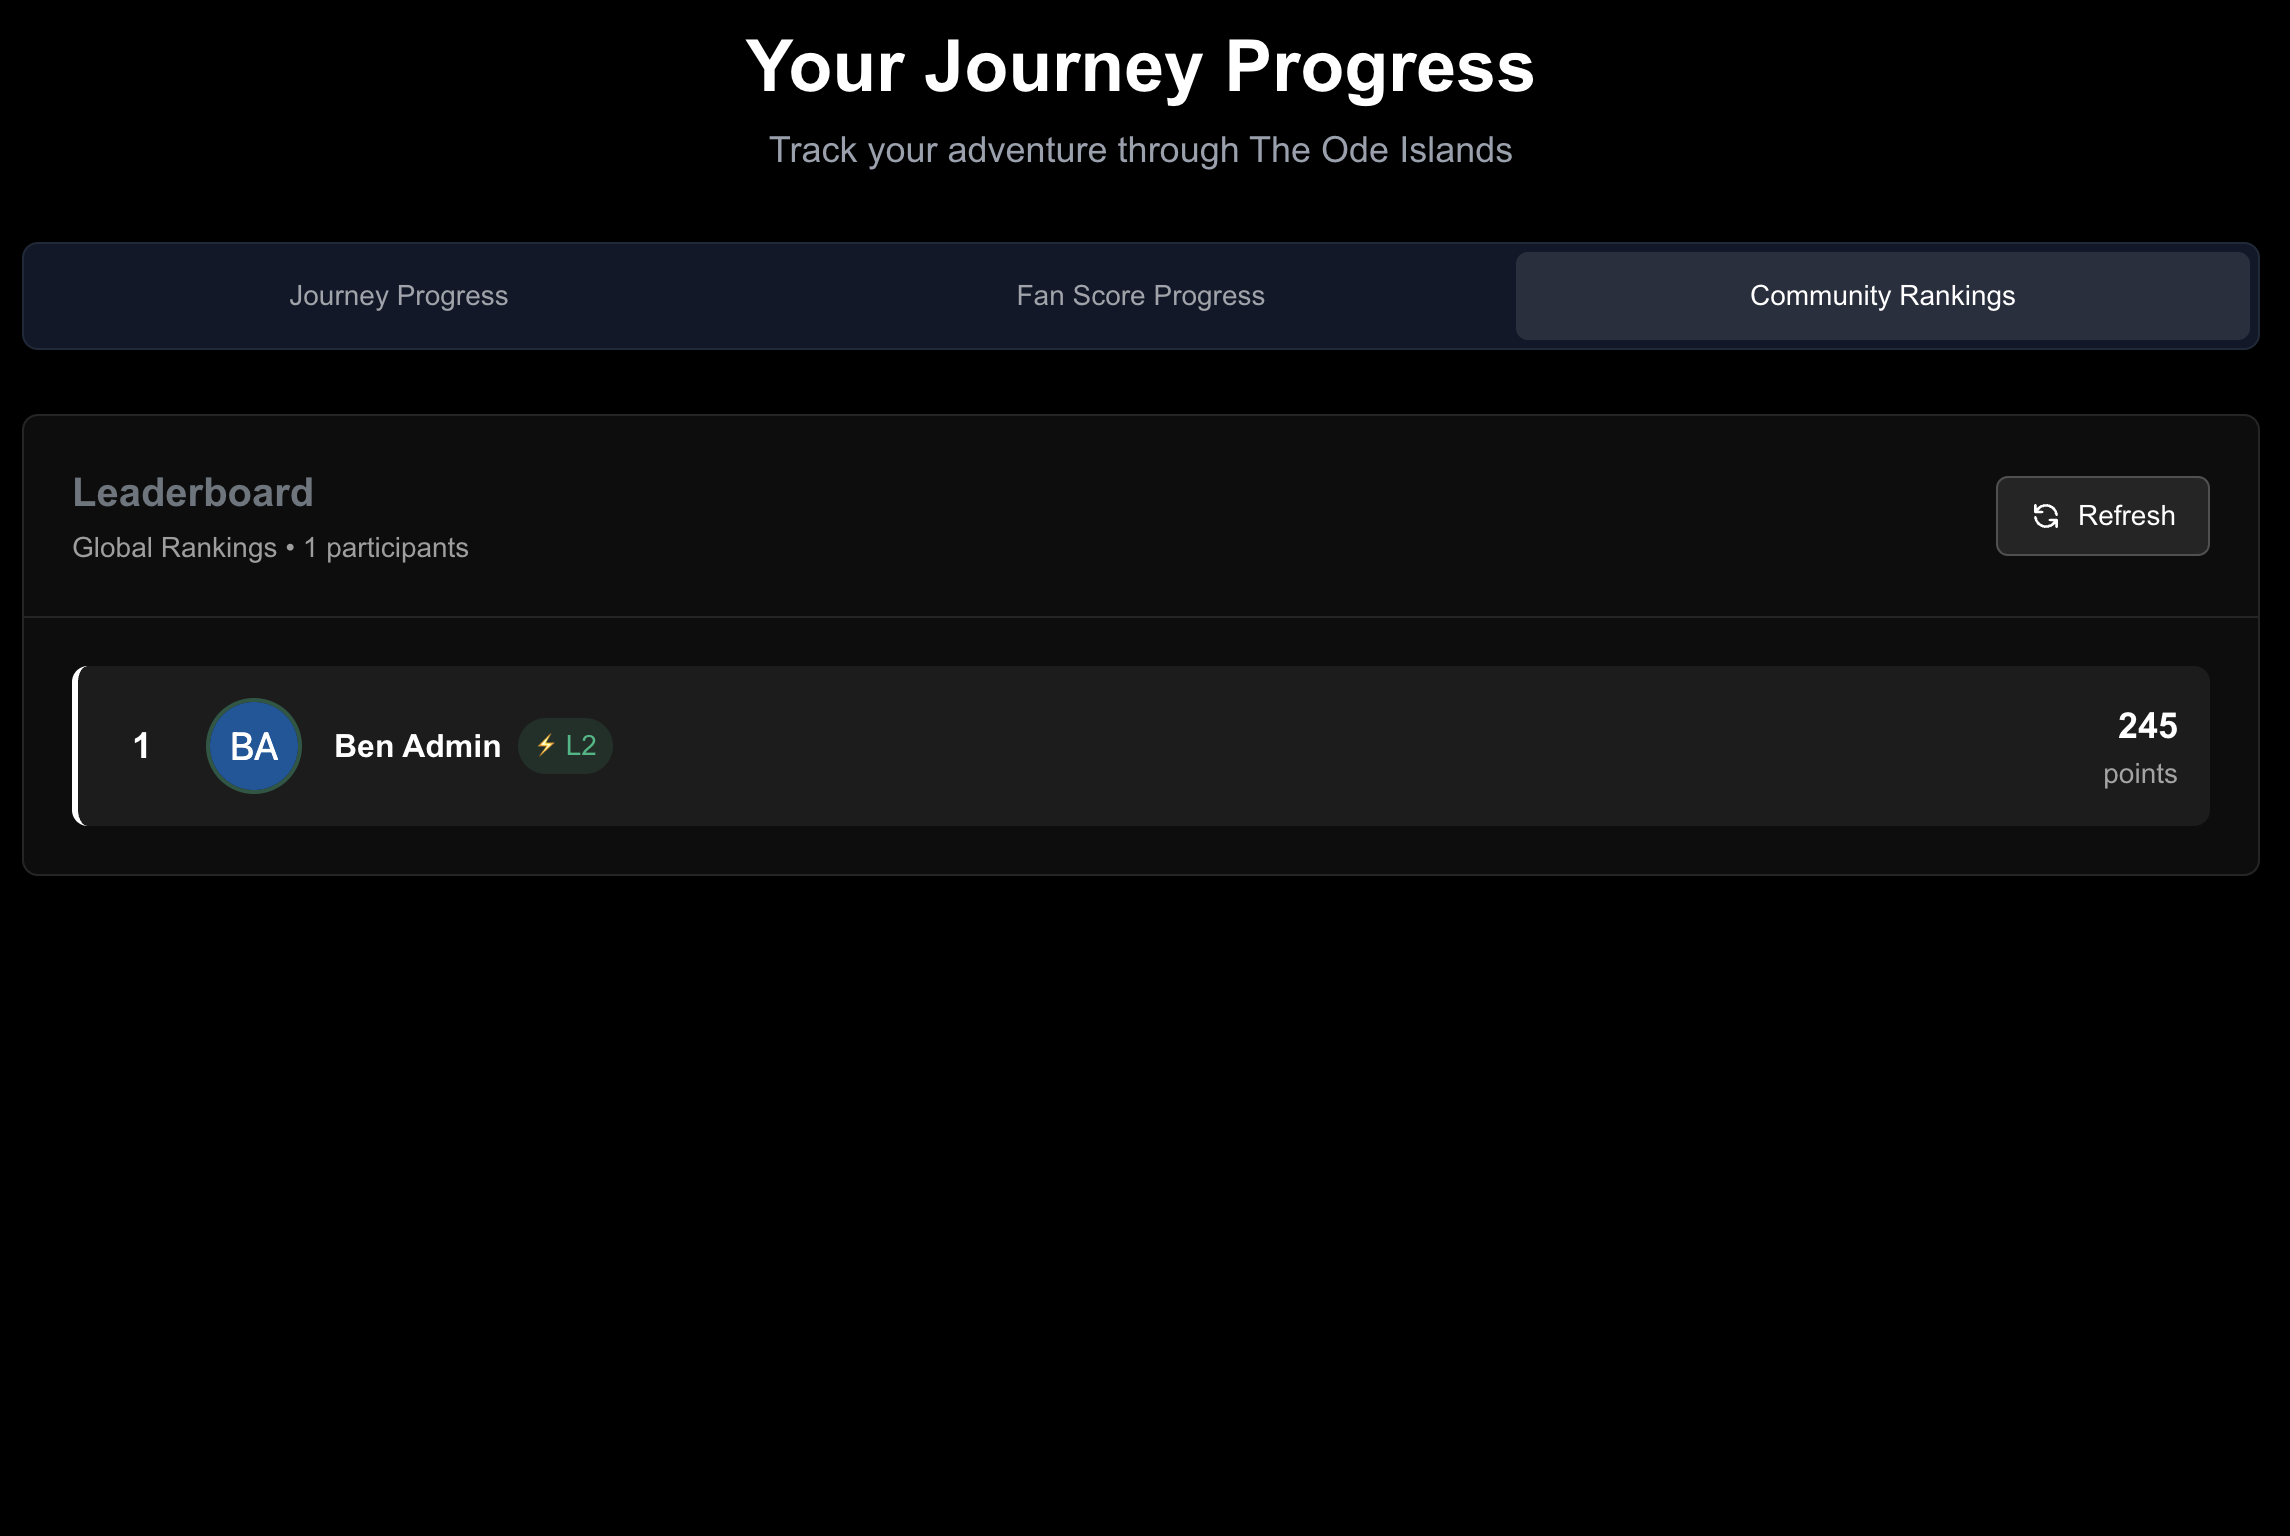 Your Journey Progress
Track your adventure through The Ode Islands
Journey Progress
Fan Score Progress
Community Rankings
Leaderboard
Global Rankings • 1 participants
Refresh
1
BA
Ben Admin
⚡ L2
245
points